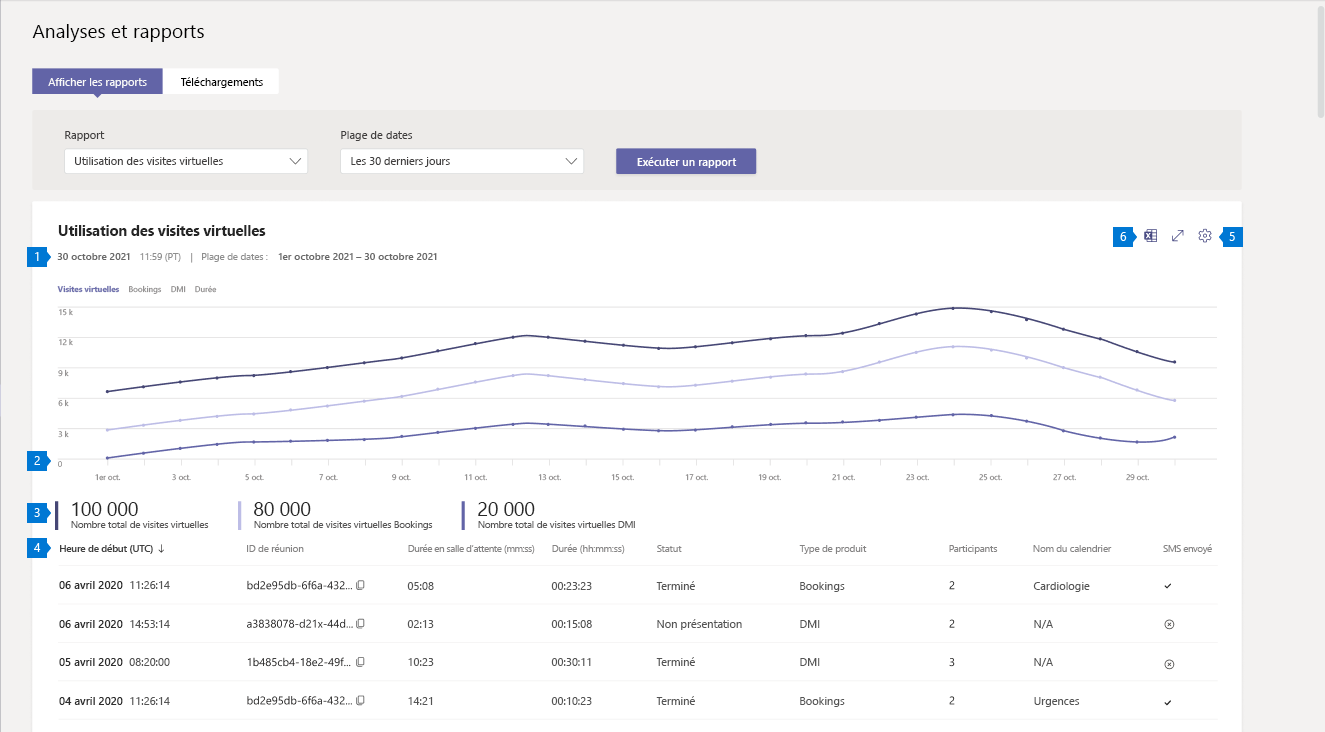 Analyses et rapports
Afficher les rapports Téléchargements
Rapport Plage de dates
Utilisation des visites virtuelles Les 30 derniers jours Exécuter un rapport
Utilisation des visites virtuelles
6 5
1 30 octobre 2021 11:59 (PT) | Plage de dates : 1er octobre 2021 – 30 octobre 2021
Visites virtuelles Bookings DMI Durée
15 k
12 k
9 k
6 k
3 k
2 0
1er oct. 3 oct. 5 oct. 7 oct. 9 oct. 11 oct. 13 oct. 15 oct. 17 oct. 19 oct. 21 oct. 23 oct. 25 oct. 27 oct. 29 oct.
3 100 000 80 000 20 000
Nombre total de visites virtuelles Nombre total de visites virtuelles Bookings Nombre total de visites virtuelles DMI
4 Heure de début (UTC) ↓ ID de réunion Durée en salle d'attente (mm:ss) Durée (hh:mm:ss) Statut Type de produit Participants Nom du calendrier SMS envoyé
06 avril 2020 11:26:14 bd2e95db-6f6a-432... 05:08 00:23:23 Terminé Bookings 2 Cardiologie
06 avril 2020 14:53:14 a3838078-d21x-44d... 02:13 00:15:08 Non présentation DMI 2 N/A
05 avril 2020 08:20:00 1b485cb4-18e2-49f... 10:23 00:30:11 Terminé DMI 3 N/A
04 avril 2020 11:26:14 bd2e95db-6f6a-432... 14:21 00:10:23 Terminé Bookings 2 Urgences